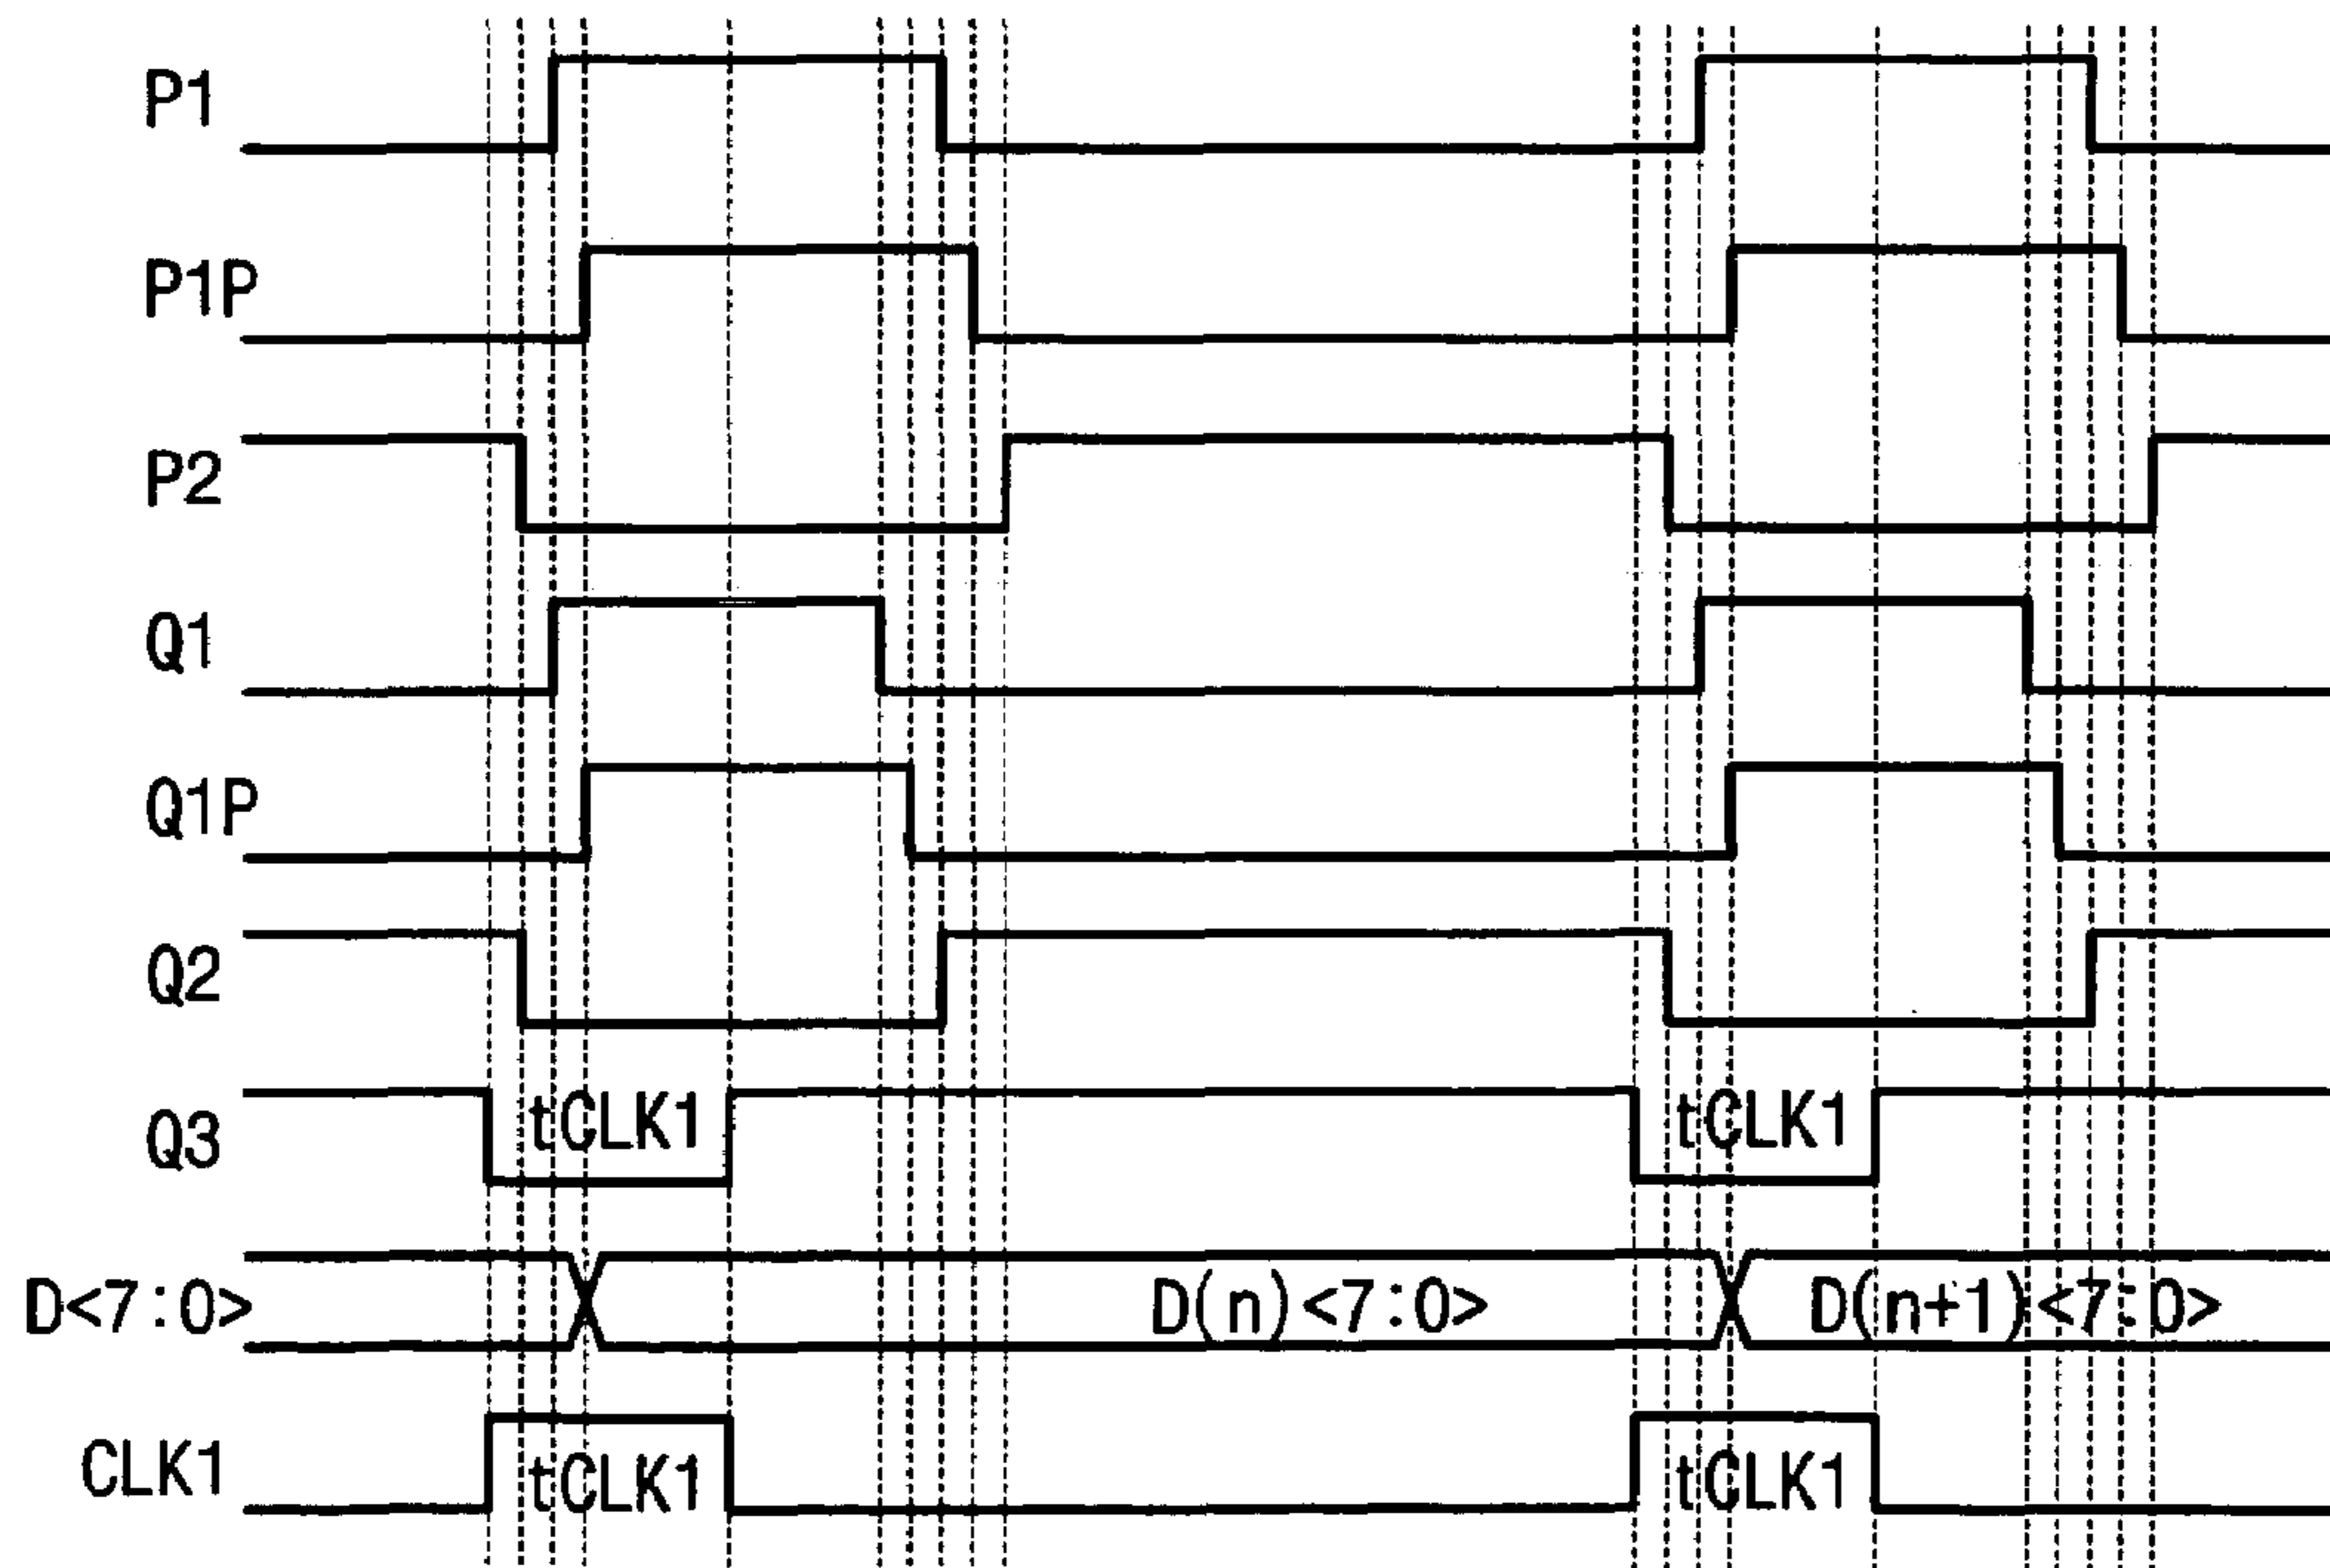 P1
P1P
P2
Q1
Q1P
Q2
Q3 tCLK1 tCLK1
D<7:0> D(n)<7:0> D(n+1)<7:0>
CLK1 tCLK1 tCLK1